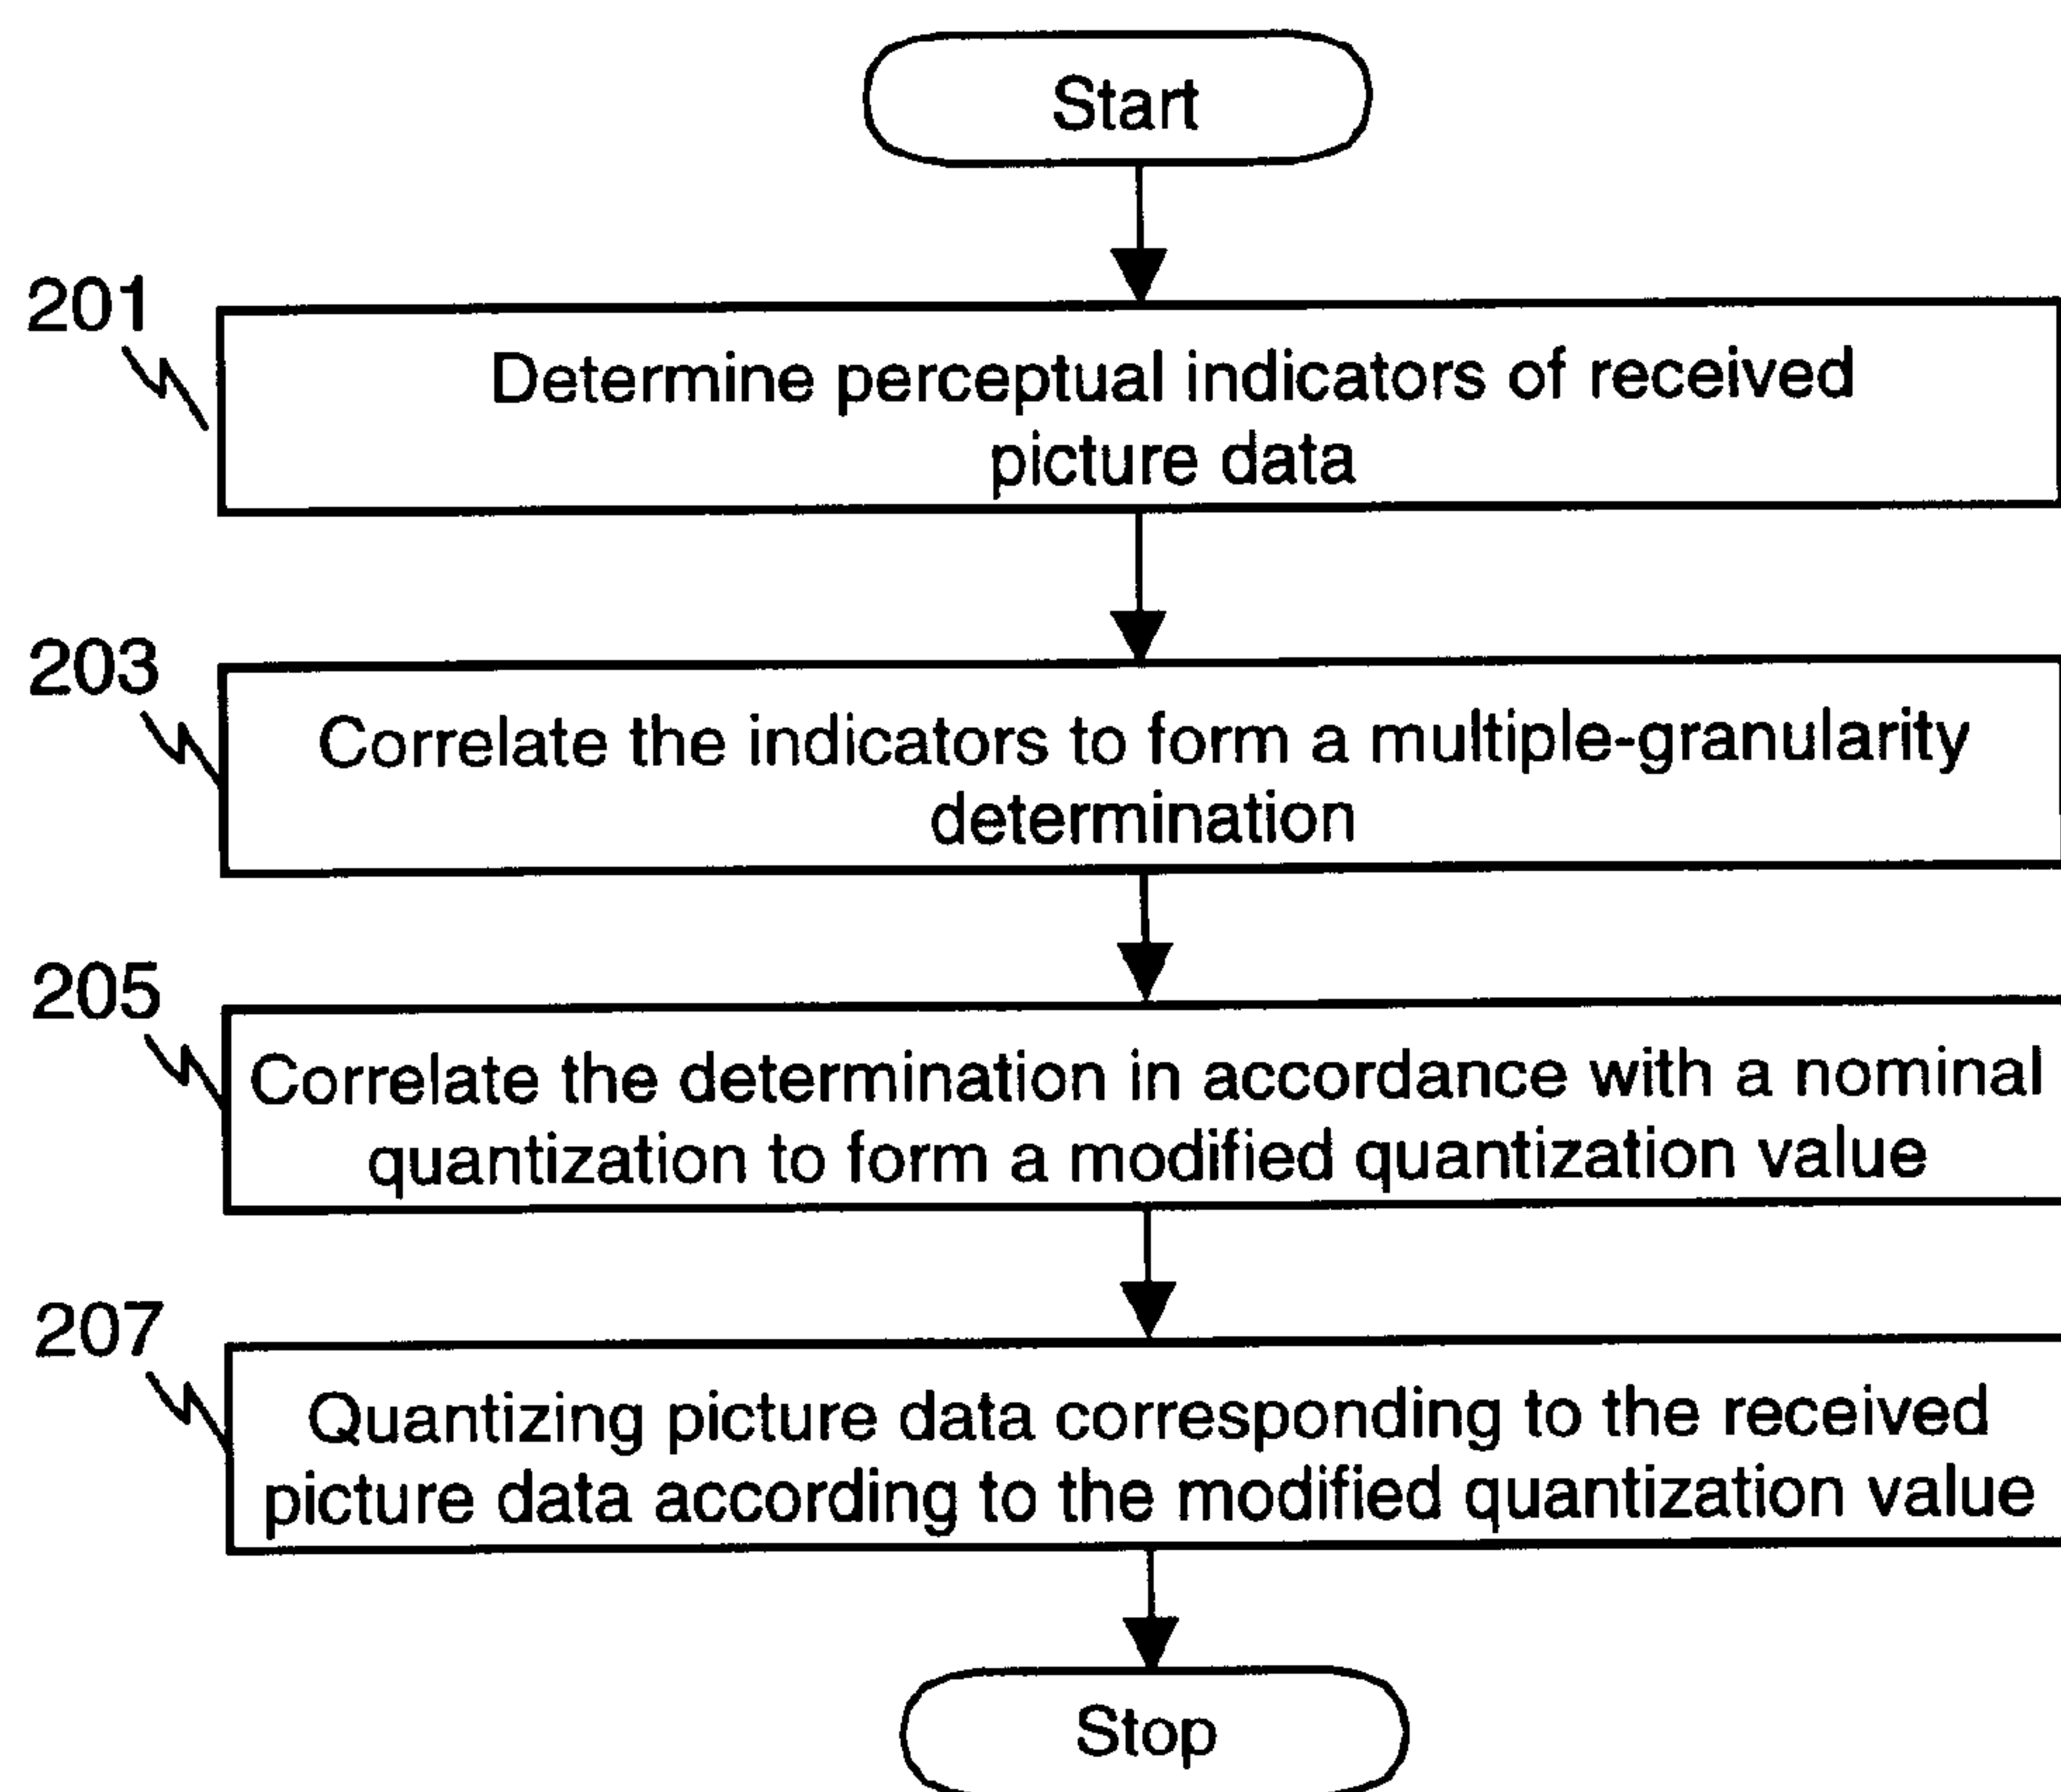 Start
201
Determine perceptual indicators of received
picture data
203
Correlate the indicators to form a multiple-granularity
determination
205
Correlate the determination in accordance with a nominal
quantization to form a modified quantization value
207
Quantizing picture data corresponding to the received
picture data according to the modified quantization value
Stop